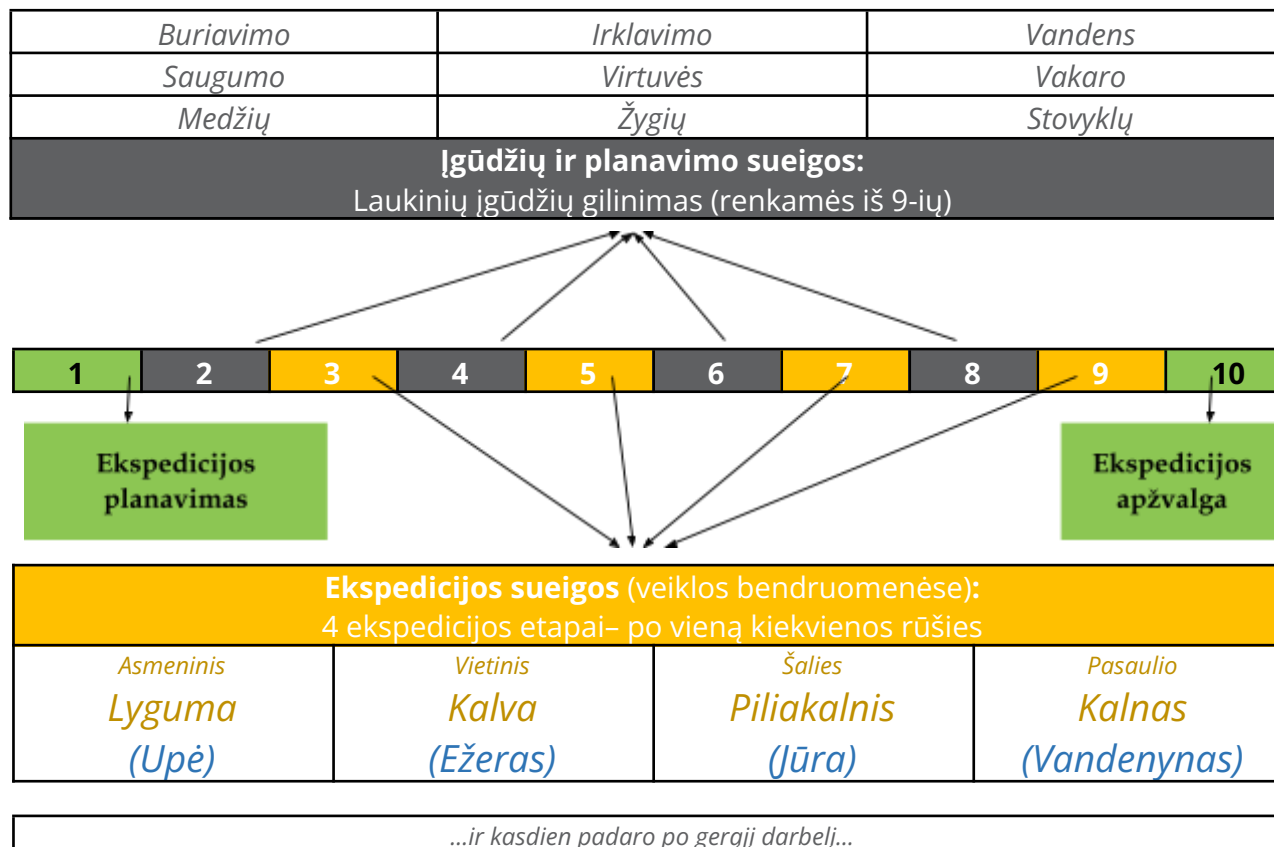 Buriavimo Irklavimo Vandens
Saugumo Virtuvės Vakaro
Medžių Žygių Stovyklų
Įgūdžių ir planavimo sueigos:
Laukinių įgūdžių gilinimas (renkamės iš 9-ių)
1 2 3 4 5 6 7 8 9 10
Ekspedicijos
planavimas
Ekspedicijos
apžvalga
Ekspedicijos sueigos (veiklos bendruomenėse):
4 ekspedicijos etapai– po vieną kiekvienos rūšies
Asmeninis Vietinis Šalies Pasaulio
Lyguma Kalva Piliakalnis Kalnas
(Upė) (Ežeras) (Jūra) (Vandenynas)
...ir kasdien padaro po gerąjį darbelį...